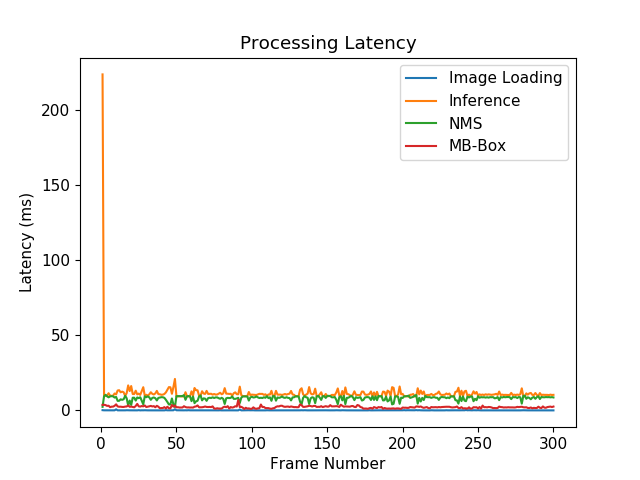 Processing Latency
Image Loading
Inference
NMS
MB-Box
Latency (ms)
200
150
100
50
0
0 50 100 150 200 250 300
Frame Number